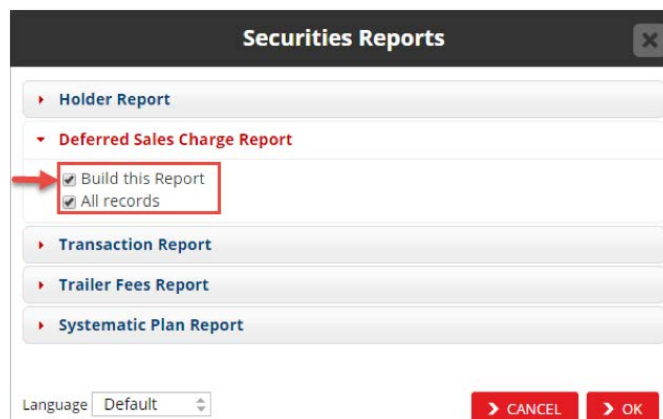 Securities Reports
Holder Report
Deferred Sales Charge Report
Build this Report
All records
Transaction Report
Trailer Fees Report
Systematic Plan Report
Language Default CANCEL OK